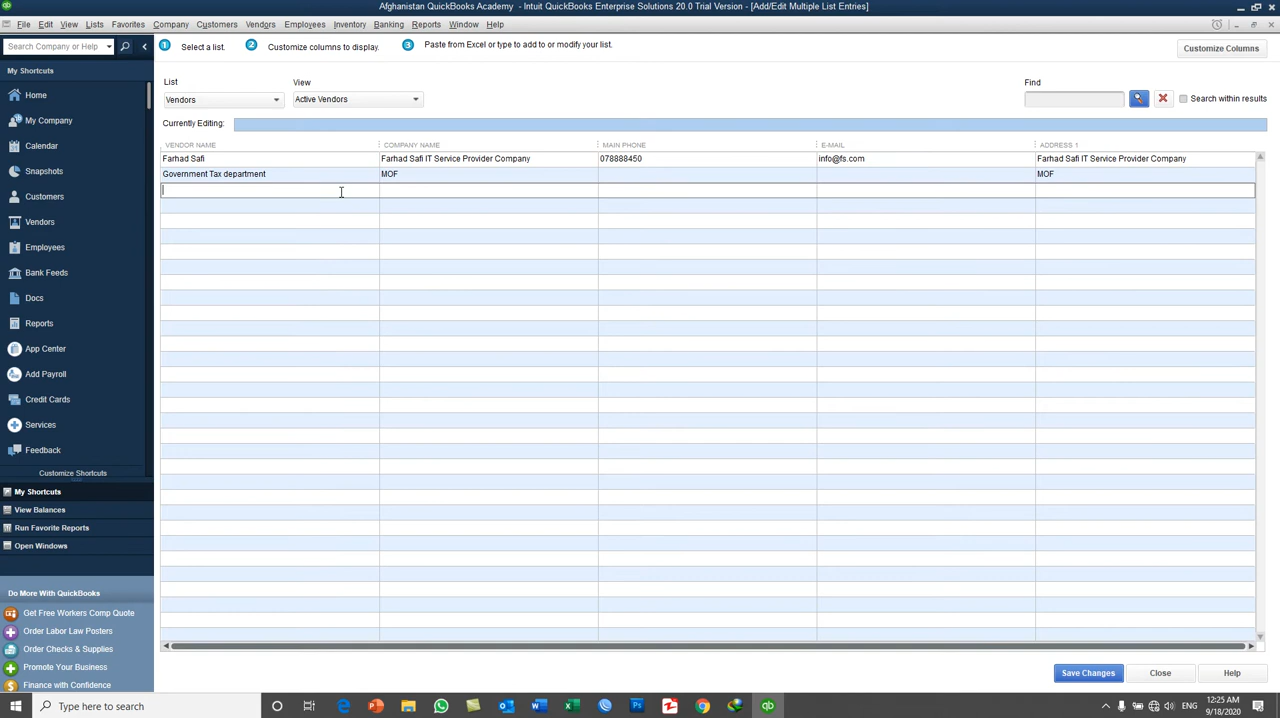 Afghanistan QuickBooks Academy - Intuit QuickBooks Enterprise Solutions 20.0 Trial Version - [Add/Edit Multiple List Entries]
File Edit View Lists Favorites Company Customers Vendors Employees Inventory Banking Reports Window Help
Search Company or Help
1 Select a list. 2 Customize columns to display. 3 Paste from Excel or type to add to or modify your list.
Customize Columns
My Shortcuts
Home
My Company
Calendar
Snapshots
Customers
Vendors
Employees
Bank Feeds
Docs
Reports
App Center
Add Payroll
Credit Cards
Services
Feedback
Customize Shortcuts
My Shortcuts
View Balances
Run Favorite Reports
Open Windows
Do More With QuickBooks
Get Free Workers Comp Quote
Order Labor Law Posters
Order Checks & Supplies
Promote Your Business
Finance with Confidence
List View Find
Vendors Active Vendors Search within results
Currently Editing:
VENDOR NAME COMPANY NAME MAIN PHONE E-MAIL ADDRESS 1
Farhad Safi Farhad Safi IT Service Provider Company 078888450 info@fs.com Farhad Safi IT Service Provider Company
Government Tax department MOF MOF
Save Changes Close Help
Type here to search
12:25 AM
9/18/2020